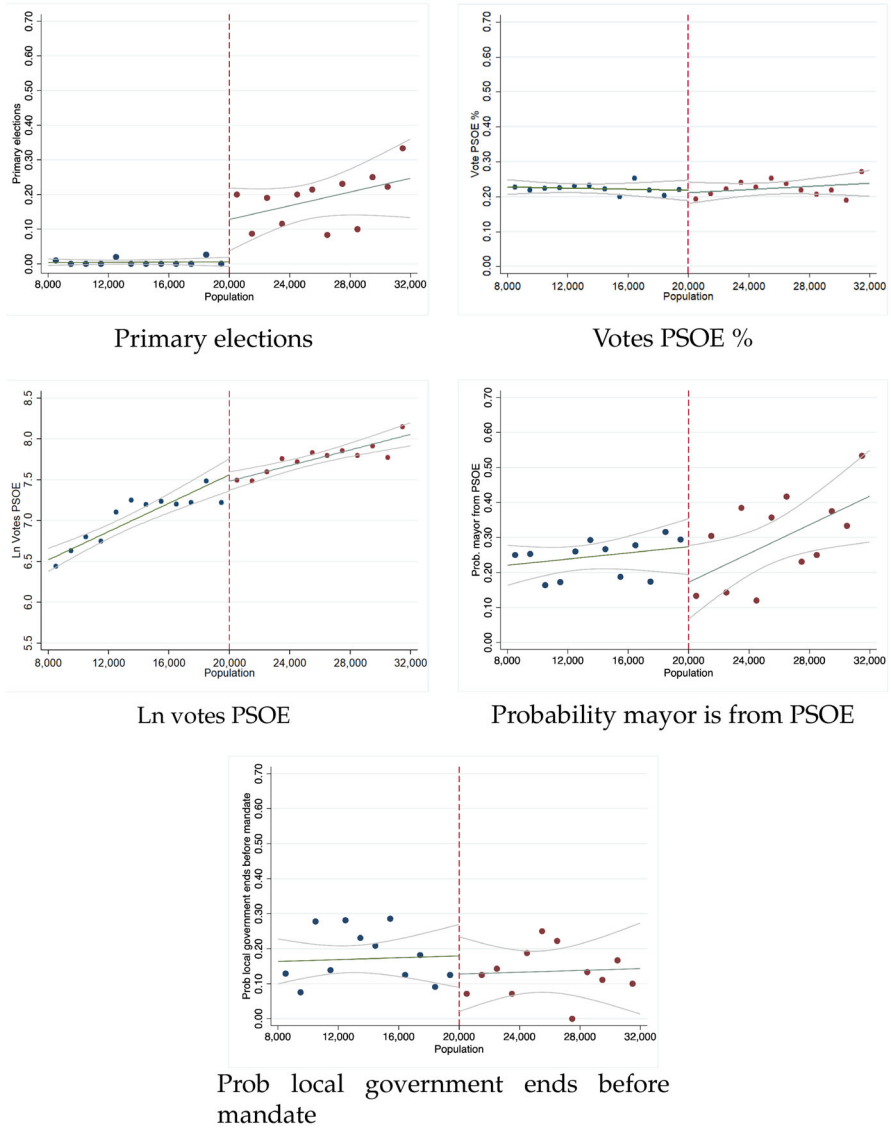 Primary elections
0.70
0.60
0.50
0.40
0.30
0.20
0.10
0.00
8,000 12,000 16,000 20,000 24,000 28,000 32,000
Population
Primary elections
Vote PSOE %
0.70
0.60
0.50
0.40
0.30
0.20
0.10
0.00
8,000 12,000 16,000 20,000 24,000 28,000 32,000
Population
Votes PSOE %
Ln Votes PSOE
8.5
8.0
7.5
7.0
6.5
6.0
5.5
8,000 12,000 16,000 20,000 24,000 28,000 32,000
Population
Ln votes PSOE
Prob. mayor from PSOE
0.70
0.60
0.50
0.40
0.30
0.20
0.10
0.00
8,000 12,000 16,000 20,000 24,000 28,000 32,000
Population
Probability mayor is from PSOE
Prob local government ends before mandate
0.70
0.60
0.50
0.40
0.30
0.20
0.10
0.00
8,000 12,000 16,000 20,000 24,000 28,000 32,000
Population
Prob local government ends before
mandate